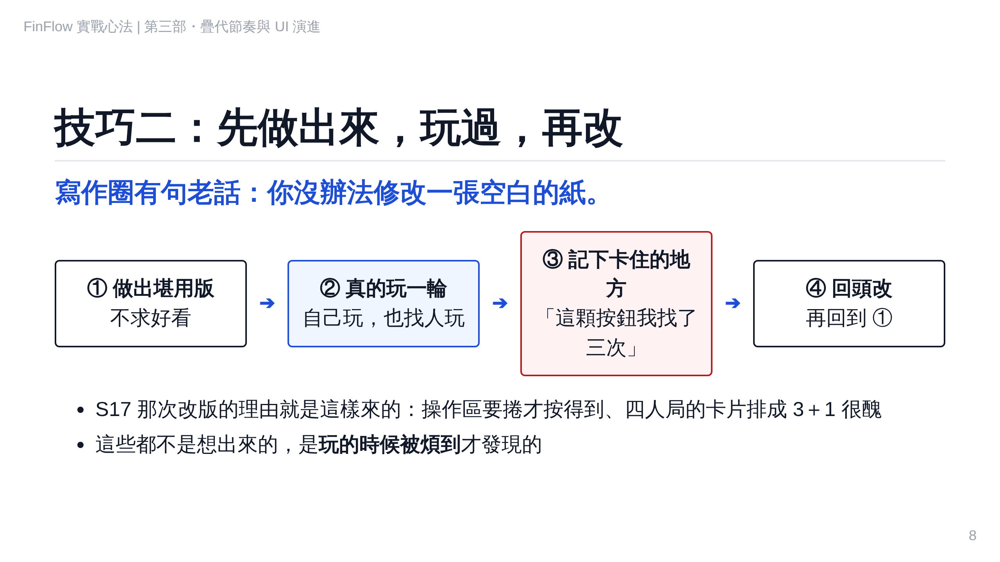 FinFlow 實戰心法 | 第三部・疊代節奏與 UI 演進
技巧二：先做出來，玩過，再改
寫作圈有句老話：你沒辦法修改一張空白的紙。
① 做出堪用版
不求好看
➔
② 真的玩一輪
自己玩，也找人玩
➔
③ 記下卡住的地
方
「這顆按鈕我找了
三次」
➔
④ 回頭改
再回到 ①
• S17 那次改版的理由就是這樣來的：操作區要捲才按得到、四人局的卡片排成 3＋1 很醜
• 這些都不是想出來的，是玩的時候被煩到才發現的
8